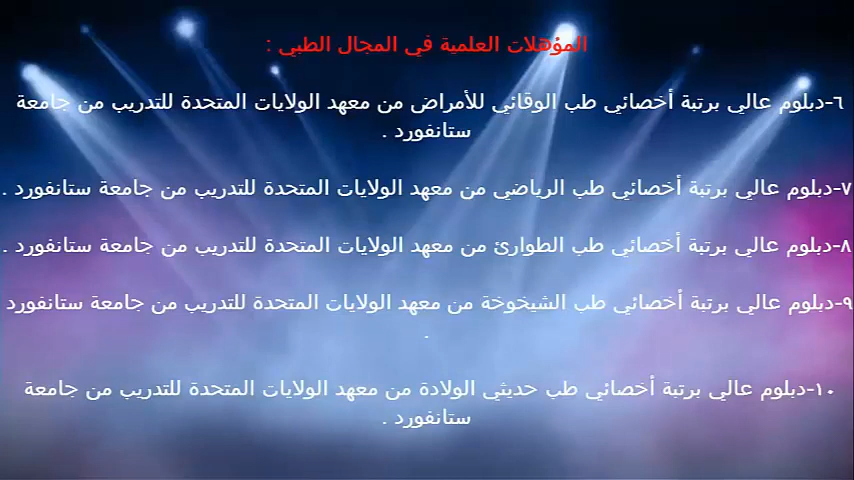 المؤهلات العلمية في المجال الطبي :
٦-دبلوم عالي برتبة أخصائي طب الوقائي للأمراض من معهد الولايات المتحدة للتدريب من جامعة
ستانفورد .
٧-دبلوم عالي برتبة أخصائي طب الرياضي من معهد الولايات المتحدة للتدريب من جامعة ستانفورد .
٨-دبلوم عالي برتبة أخصائي طب الطوارئ من معهد الولايات المتحدة للتدريب من جامعة ستانفورد .
٩-دبلوم عالي برتبة أخصائي طب الشيخوخة من معهد الولايات المتحدة للتدريب من جامعة ستانفورد
.
١٠-دبلوم عالي برتبة أخصائي طب حديثي الولادة من معهد الولايات المتحدة للتدريب من جامعة
ستانفورد .